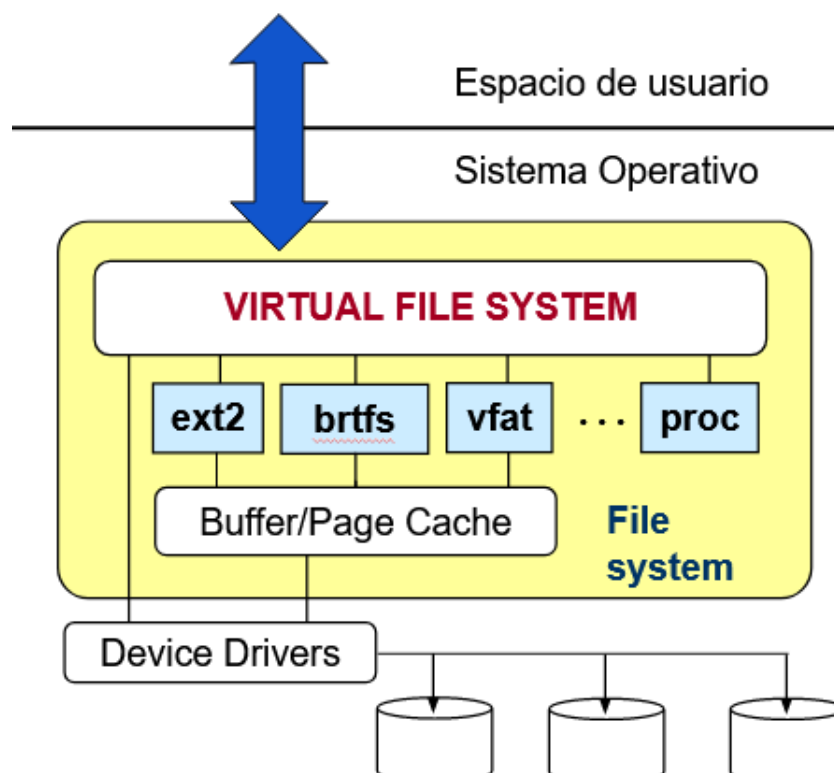 Espacio de usuario
Sistema Operativo
VIRTUAL FILE SYSTEM
ext2 brtfs vfat ... proc
Buffer/Page Cache
File
system
Device Drivers